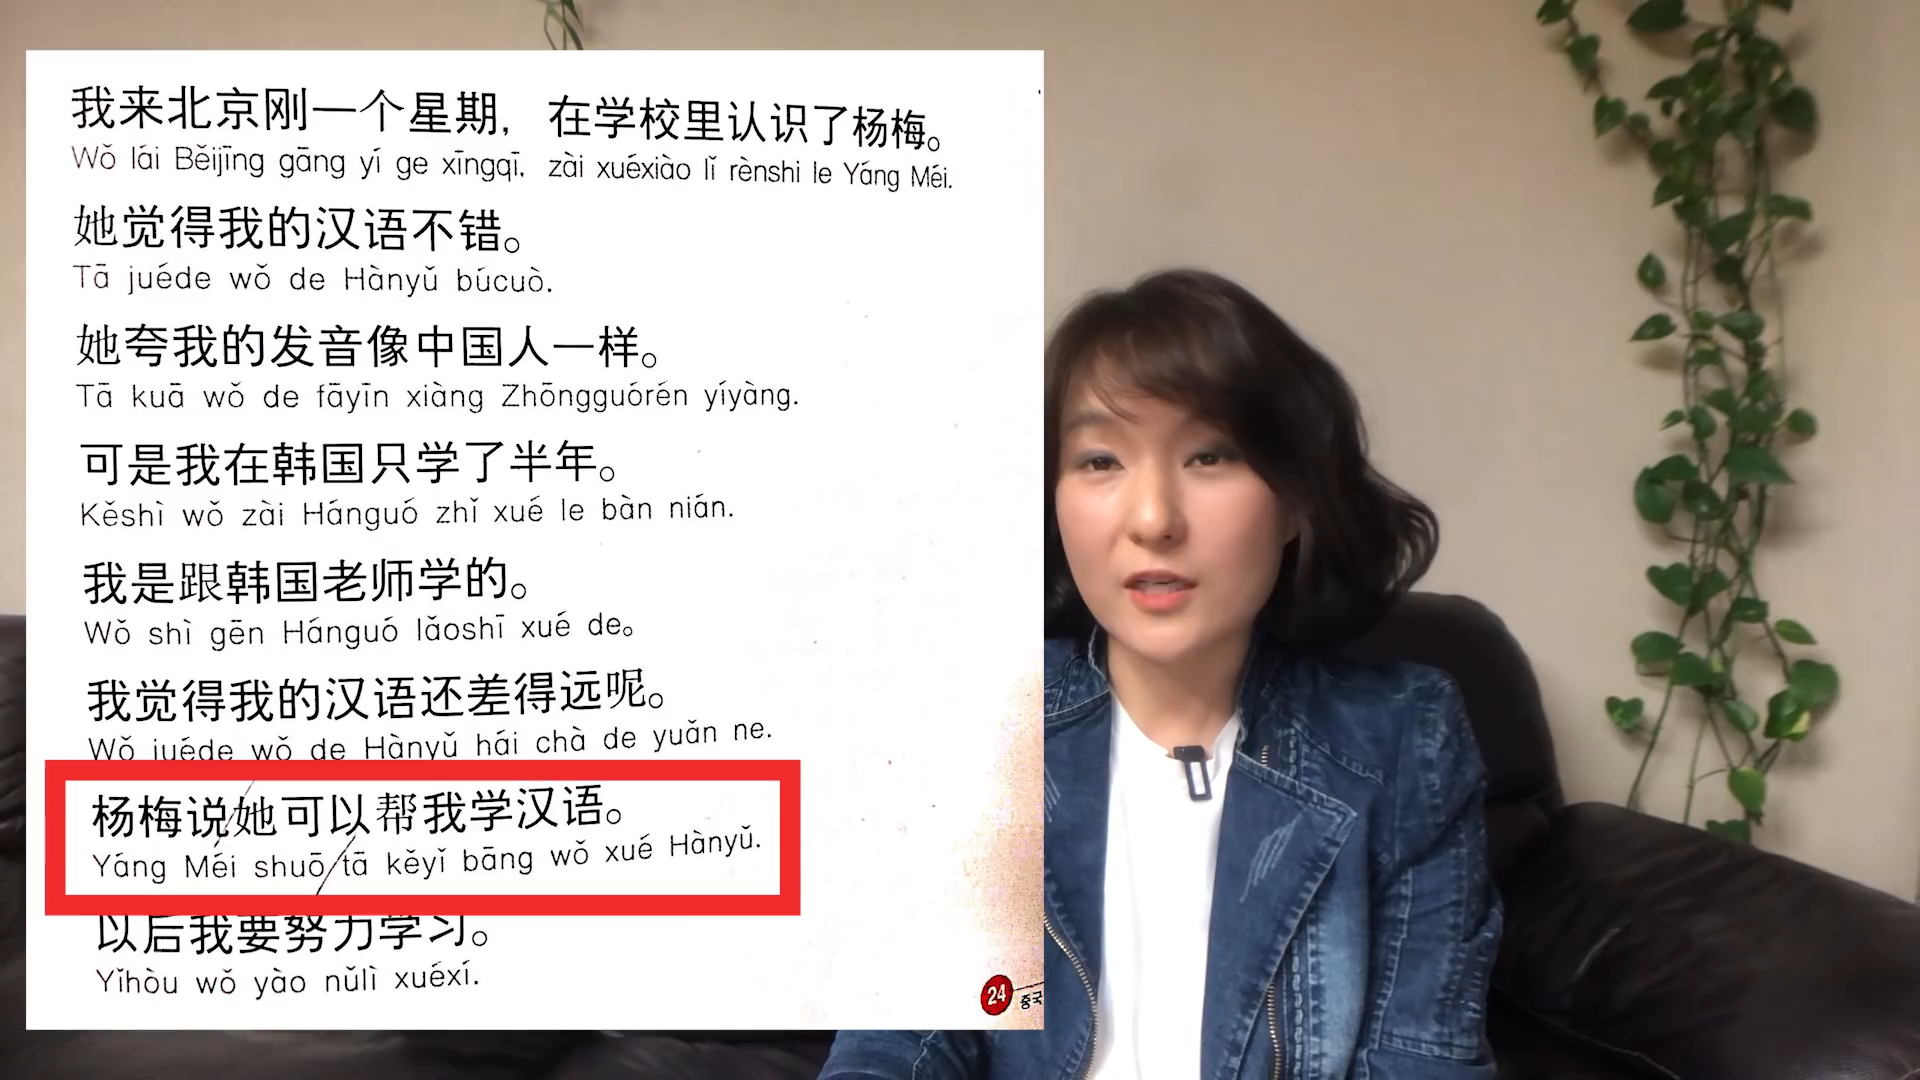 我来北京刚一个星期，在学校里认识了杨梅。
Wǒ lái Běijīng gāng yí ge xīngqī, zài xuéxiào lǐ rènshi le Yáng Méi.
她觉得我的汉语不错。
Tā juéde wǒ de Hànyǔ búcuò.
她夸我的发音像中国人一样。
Tā kuā wǒ de fāyīn xiàng Zhōngguórén yíyàng.
可是我在韩国只学了半年。
Kěshì wǒ zài Hánguó zhǐ xué le bàn nián.
我是跟韩国老师学的。
Wǒ shì gēn Hánguó lǎoshī xué de。
我觉得我的汉语还差得远呢。
Wǒ juéde wǒ de Hànyǔ hái chà de yuǎn ne.
杨梅说她可以帮我学汉语。
Yáng Méi shuō tā kěyǐ bāng wǒ xué Hànyǔ.
以后我要努力学习。
Yǐhòu wǒ yào nǔlì xuéxí.
24 중국